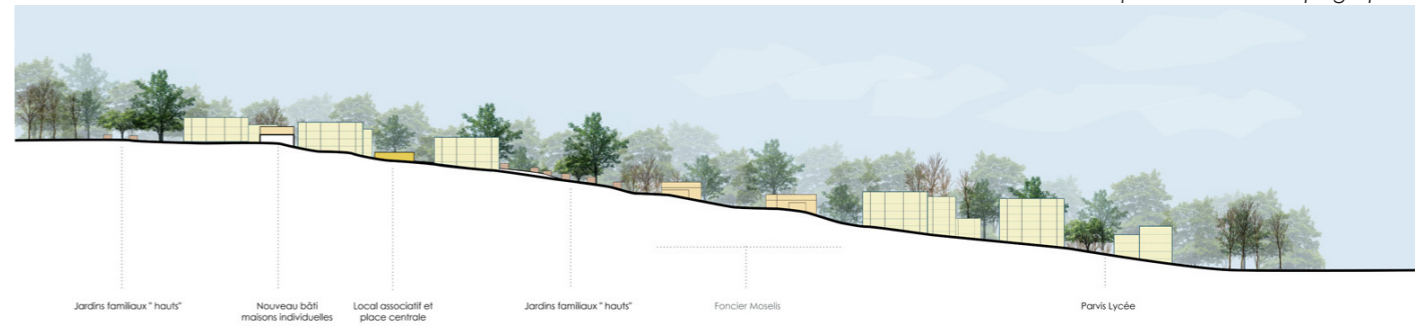 Jardins familiaux " hauts"
Nouveau bâti
maisons individuelles
Local associatif et
place centrale
Jardins familiaux " hauts"
Foncier Moselis
Parvis Lycée